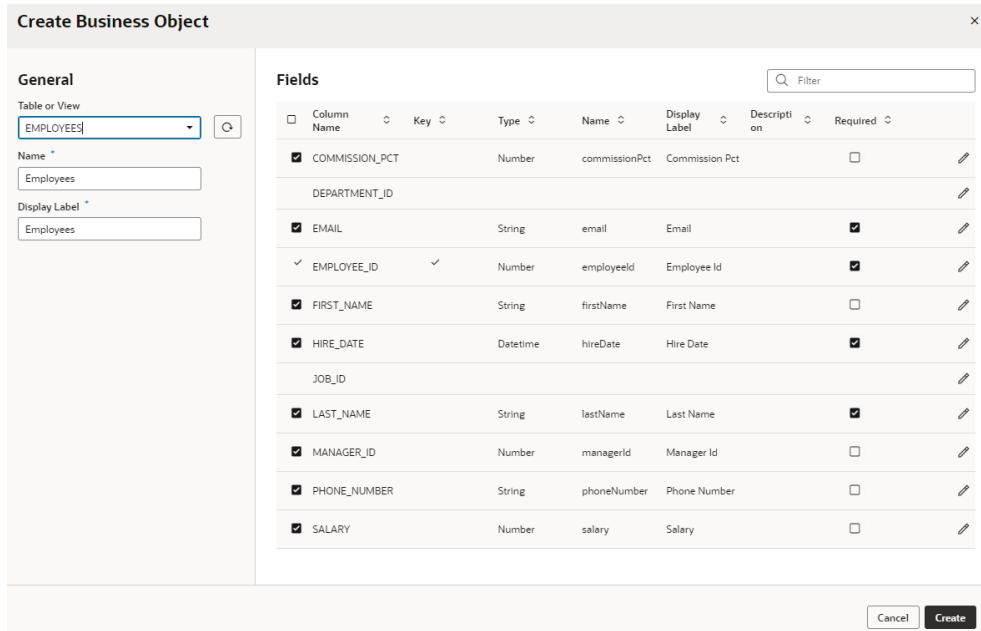 Create Business Object
General
Table or View
EMPLOYEES
Name *
Employees
Display Label *
Employees
Fields
Filter
Column Name Key Type Name Display Label Descripti on Required
COMMISSION_PCT Number commissionPct Commission Pct
DEPARTMENT_ID
EMAIL String email Email
EMPLOYEE_ID Number employeeId Employee Id
FIRST_NAME String firstName First Name
HIRE_DATE Datetime hireDate Hire Date
JOB_ID
LAST_NAME String lastName Last Name
MANAGER_ID Number managerId Manager Id
PHONE_NUMBER String phoneNumber Phone Number
SALARY Number salary Salary
Cancel Create